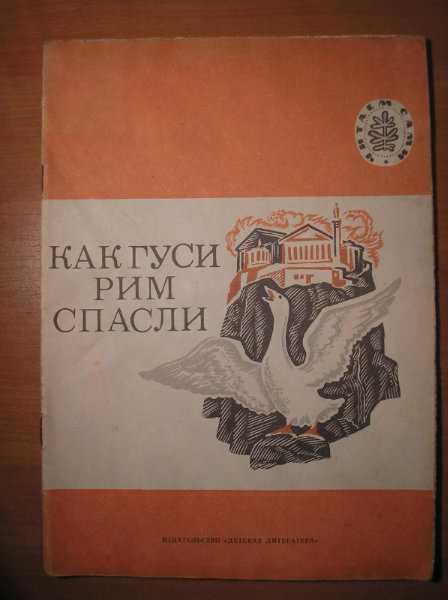 ЧИТАЕМ САМИ
КАК ГУСИ
РИМ
СПАСЛИ
ИЗДАТЕЛЬСТВО «ДЕТСКАЯ ЛИТЕРАТУРА»